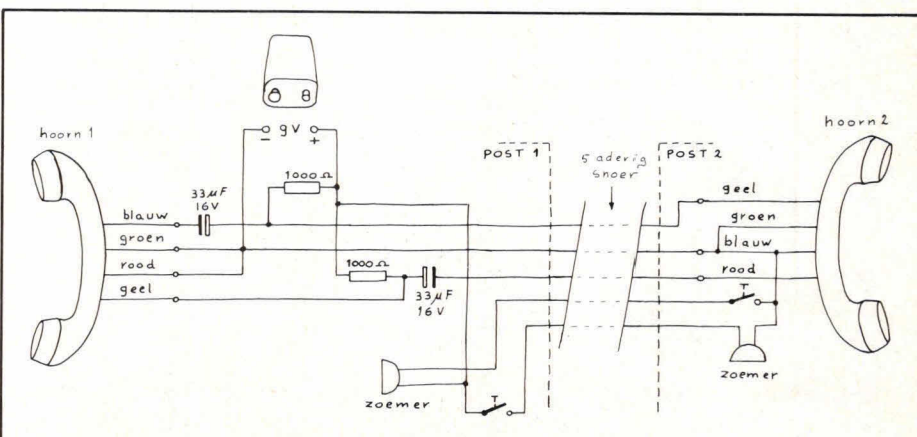 hoorn 1
blauw
groen
rood
geel
33µF
16V
9V
− +
1000 Ω
1000 Ω
33µF
16V
zoemer
T
POST 1
5 aderig
snoer
POST 2
hoorn 2
geel
groen
blauw
rood
T
zoemer